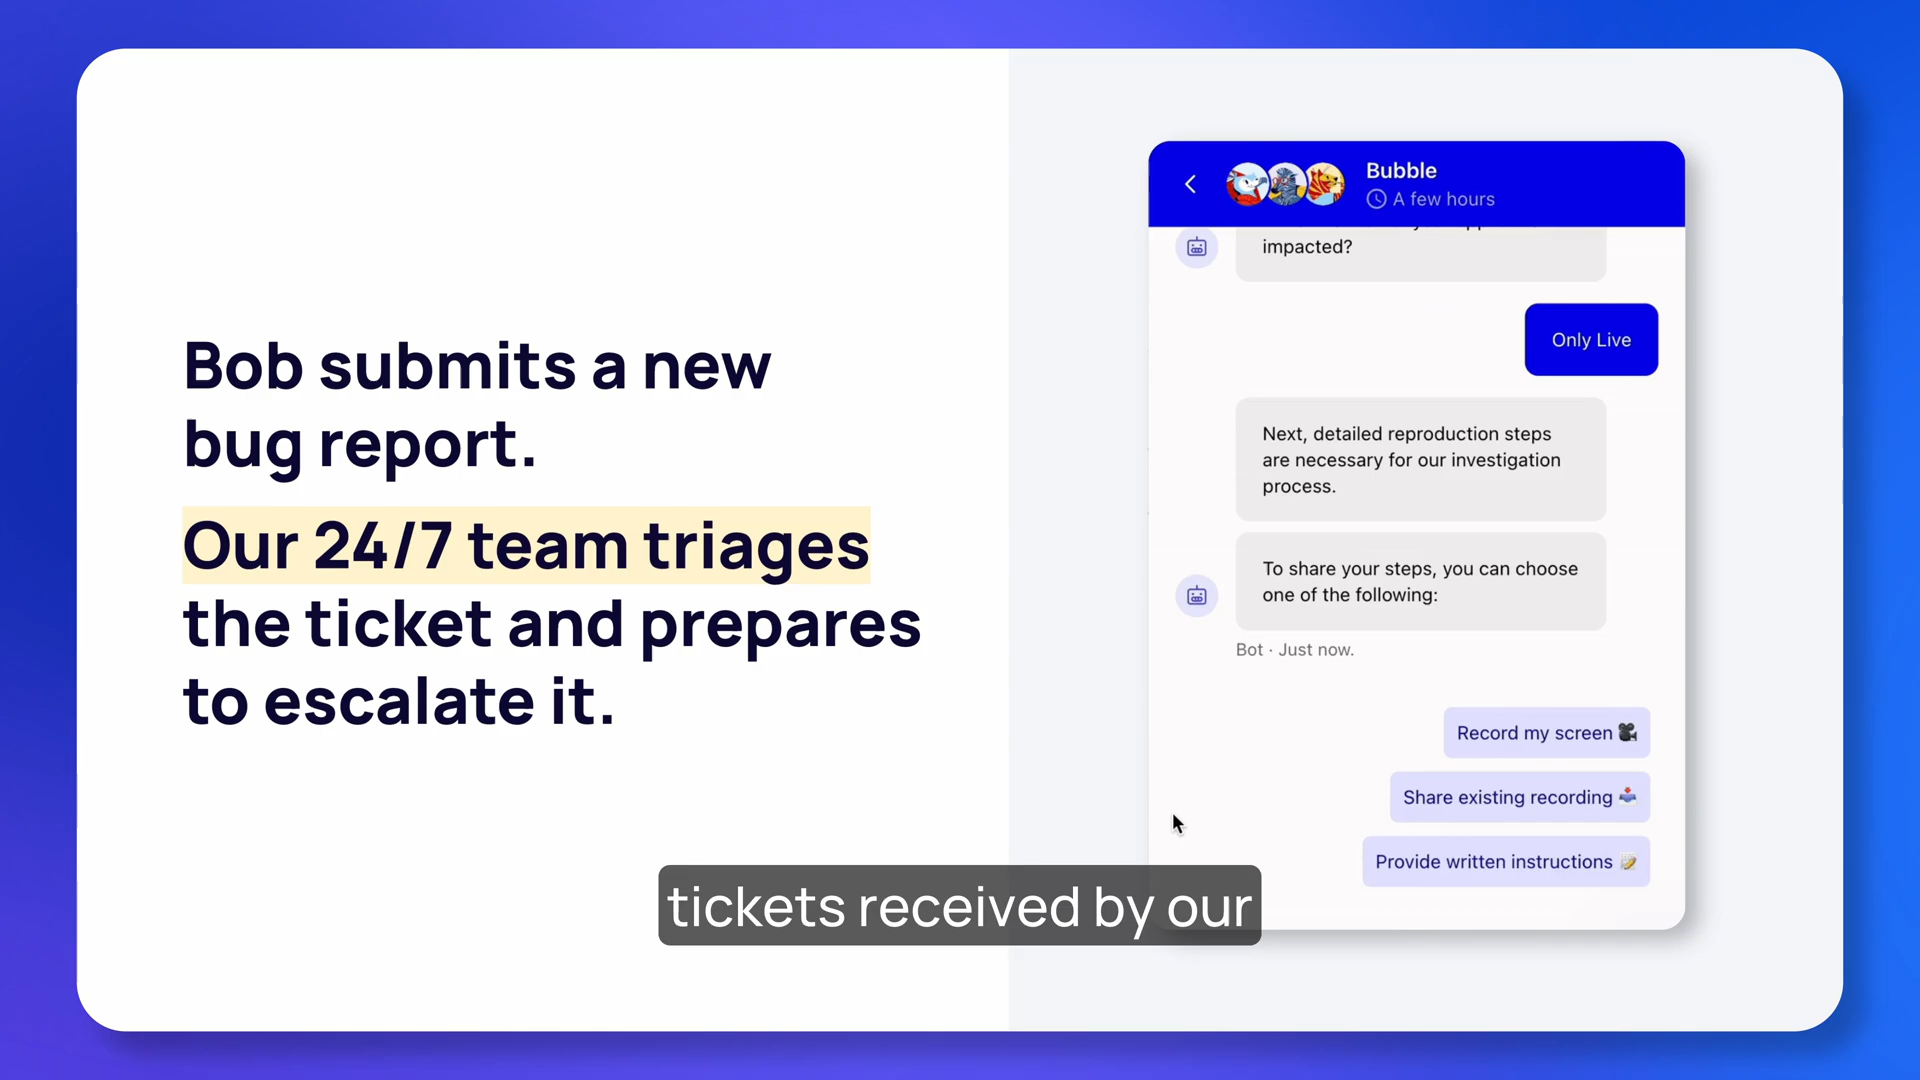 Bob submits a new
bug report.
Our 24/7 team triages
the ticket and prepares
to escalate it.
Bubble
A few hours
impacted?
Only Live
Next, detailed reproduction steps
are necessary for our investigation
process.
To share your steps, you can choose
one of the following:
Bot · Just now.
Record my screen
Share existing recording
Provide written instructions
tickets received by our